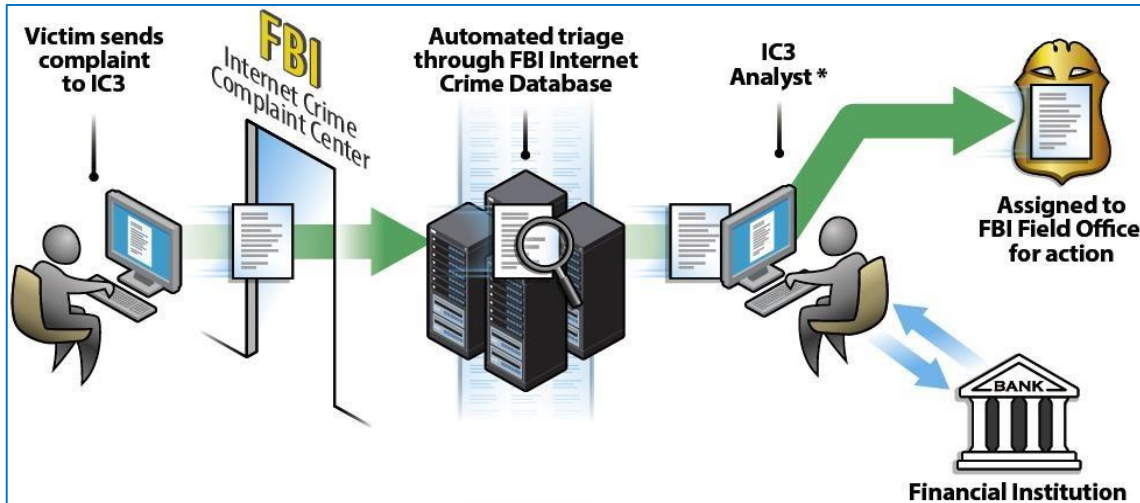 Victim sends
complaint
to IC3
FBI
Internet Crime
Complaint Center
Automated triage
through FBI Internet
Crime Database
IC3
Analyst *
Assigned to
FBI Field Office
for action
BANK
Financial Institution